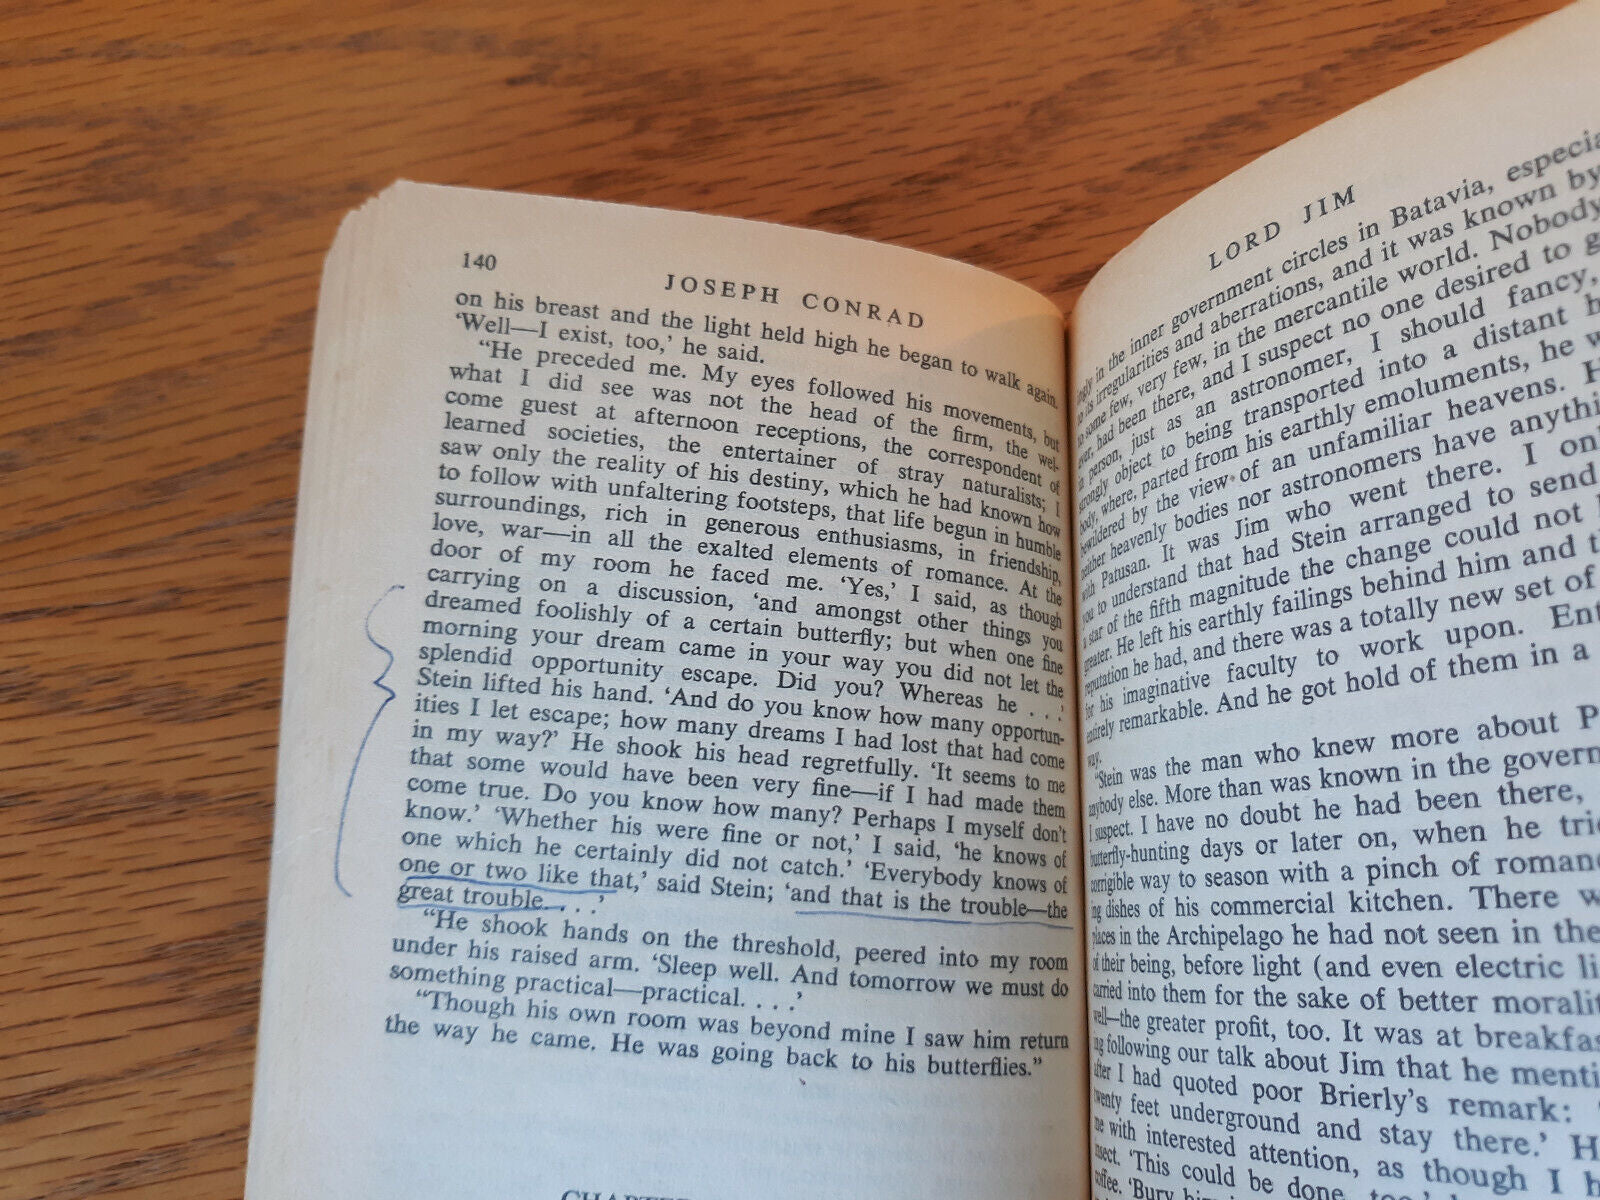 140
JOSEPH CONRAD
on his breast and the light held high he began to walk again.
'Well—I exist, too,' he said.
"He preceded me. My eyes followed his movements, but
what I did see was not the head of the firm, the wel-
come guest at afternoon receptions, the correspondent of
learned societies, the entertainer of stray naturalists; I
saw only the reality of his destiny, which he had known how
to follow with unfaltering footsteps, that life begun in humble
surroundings, rich in generous enthusiasms, in friendship,
love, war—in all the exalted elements of romance. At the
door of my room he faced me. 'Yes,' I said, as though
carrying on a discussion, 'and amongst other things you
dreamed foolishly of a certain butterfly; but when one fine
morning your dream came in your way you did not let the
splendid opportunity escape. Did you? Whereas he . . .'
Stein lifted his hand. 'And do you know how many opportun-
ities I let escape; how many dreams I had lost that had come
in my way?' He shook his head regretfully. 'It seems to me
that some would have been very fine—if I had made them
come true. Do you know how many? Perhaps I myself don't
know.' 'Whether his were fine or not,' I said, 'he knows of
one which he certainly did not catch.' 'Everybody knows of
one or two like that,' said Stein; 'and that is the trouble—the
great trouble. . . .'
"He shook hands on the threshold, peered into my room
under his raised arm. 'Sleep well. And tomorrow we must do
something practical—practical. . . .'
"Though his own room was beyond mine I saw him return
the way he came. He was going back to his butterflies."
LORD JIM
in the inner government circles in Batavia, especia
to its irregularities and aberrations, and it was known by
to some few, very few, in the mercantile world. Nobody
ever, had been there, and I suspect no one desired to g
in person, just as an astronomer, I should fancy,
strongly object to being transported into a distant h
body, where, parted from his earthly emoluments, he w
bewildered by the view of an unfamiliar heavens. H
neither heavenly bodies nor astronomers have anythi
with Patusan. It was Jim who went there. I onl
you to understand that had Stein arranged to send
a star of the fifth magnitude the change could not
greater. He left his earthly failings behind him and t
reputation he had, and there was a totally new set of
for his imaginative faculty to work upon. Ent
entirely remarkable. And he got hold of them in a
way.
"Stein was the man who knew more about P
anybody else. More than was known in the govern
I suspect. I have no doubt he had been there,
butterfly-hunting days or later on, when he tri
corrigible way to season with a pinch of romanc
ing dishes of his commercial kitchen. There w
places in the Archipelago he had not seen in the
of their being, before light (and even electric li
carried into them for the sake of better moralit
well—the greater profit, too. It was at breakfas
ing following our talk about Jim that he menti
after I had quoted poor Brierly's remark:
twenty feet underground and stay there.' H
me with interested attention, as though I
insect. 'This could be done, too,'
coffee. 'Bury him